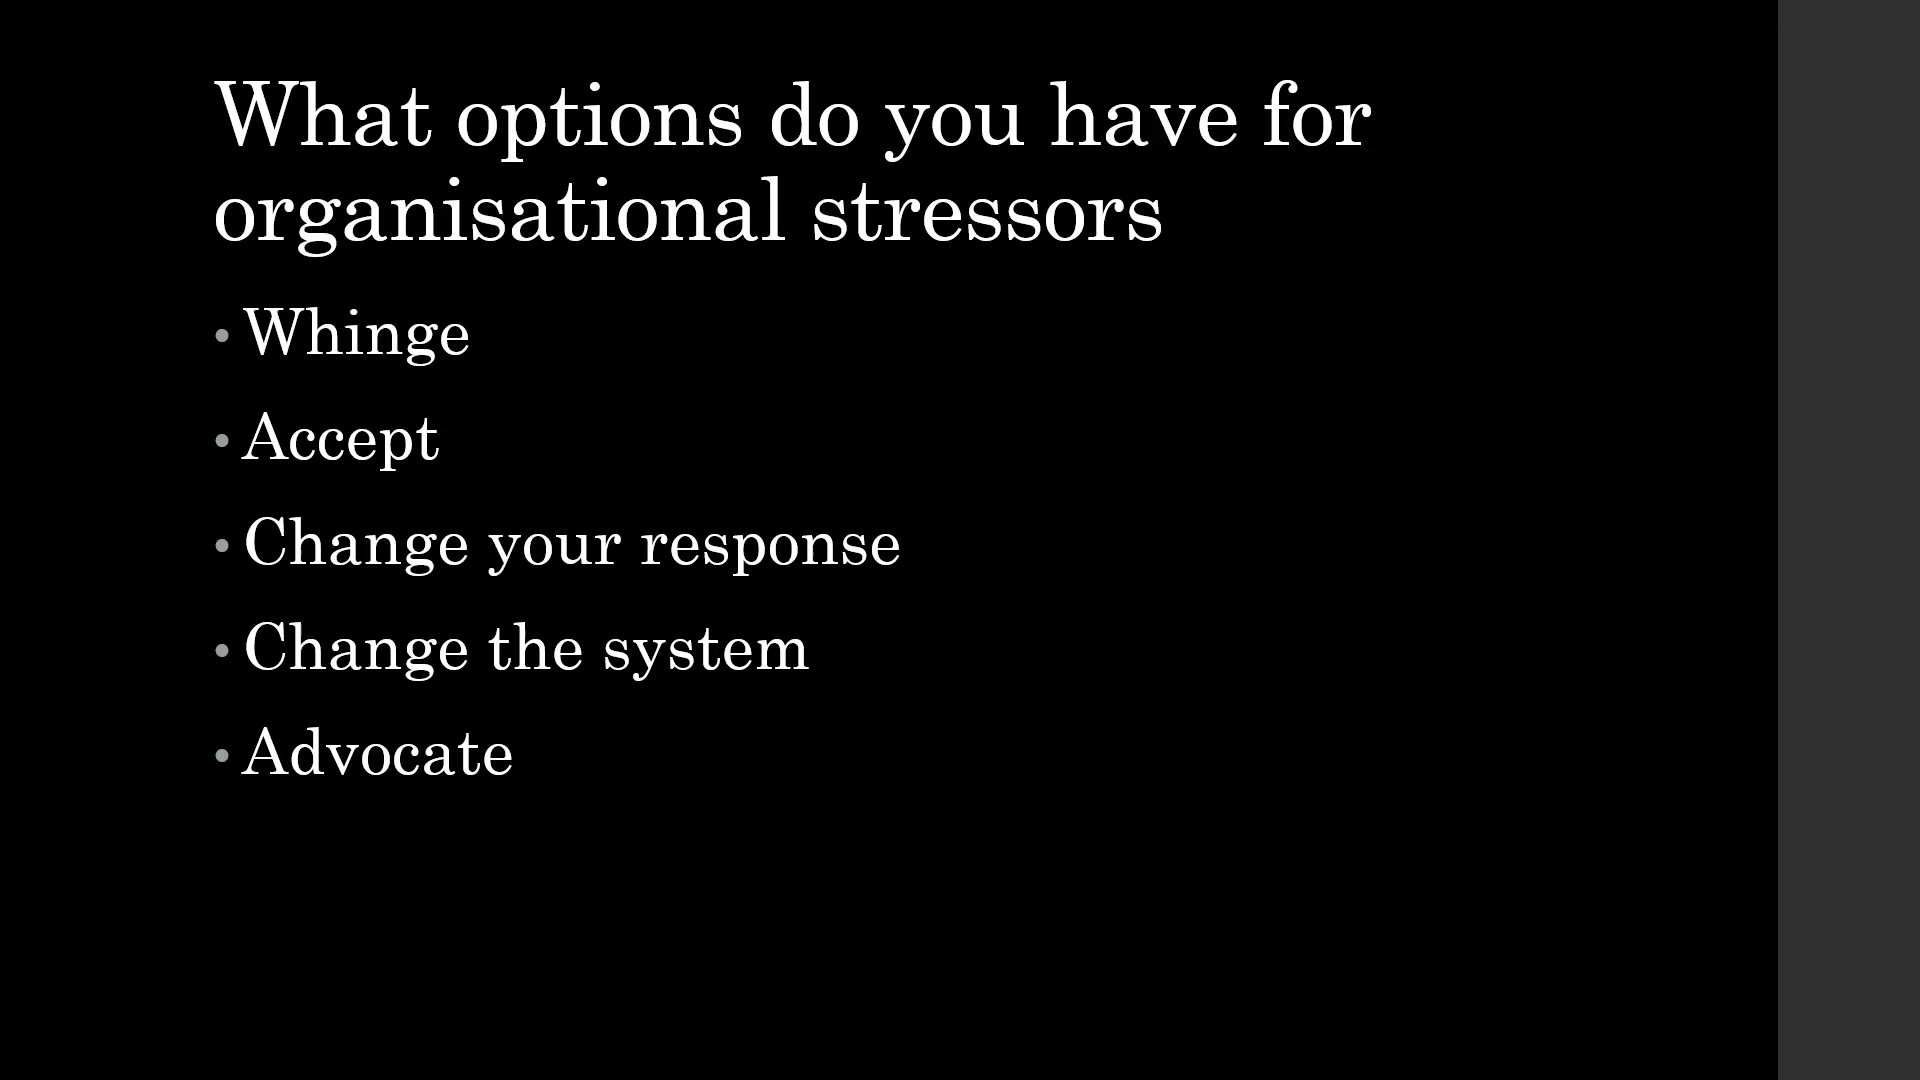 What options do you have for
organisational stressors
• Whinge
• Accept
• Change your response
• Change the system
• Advocate